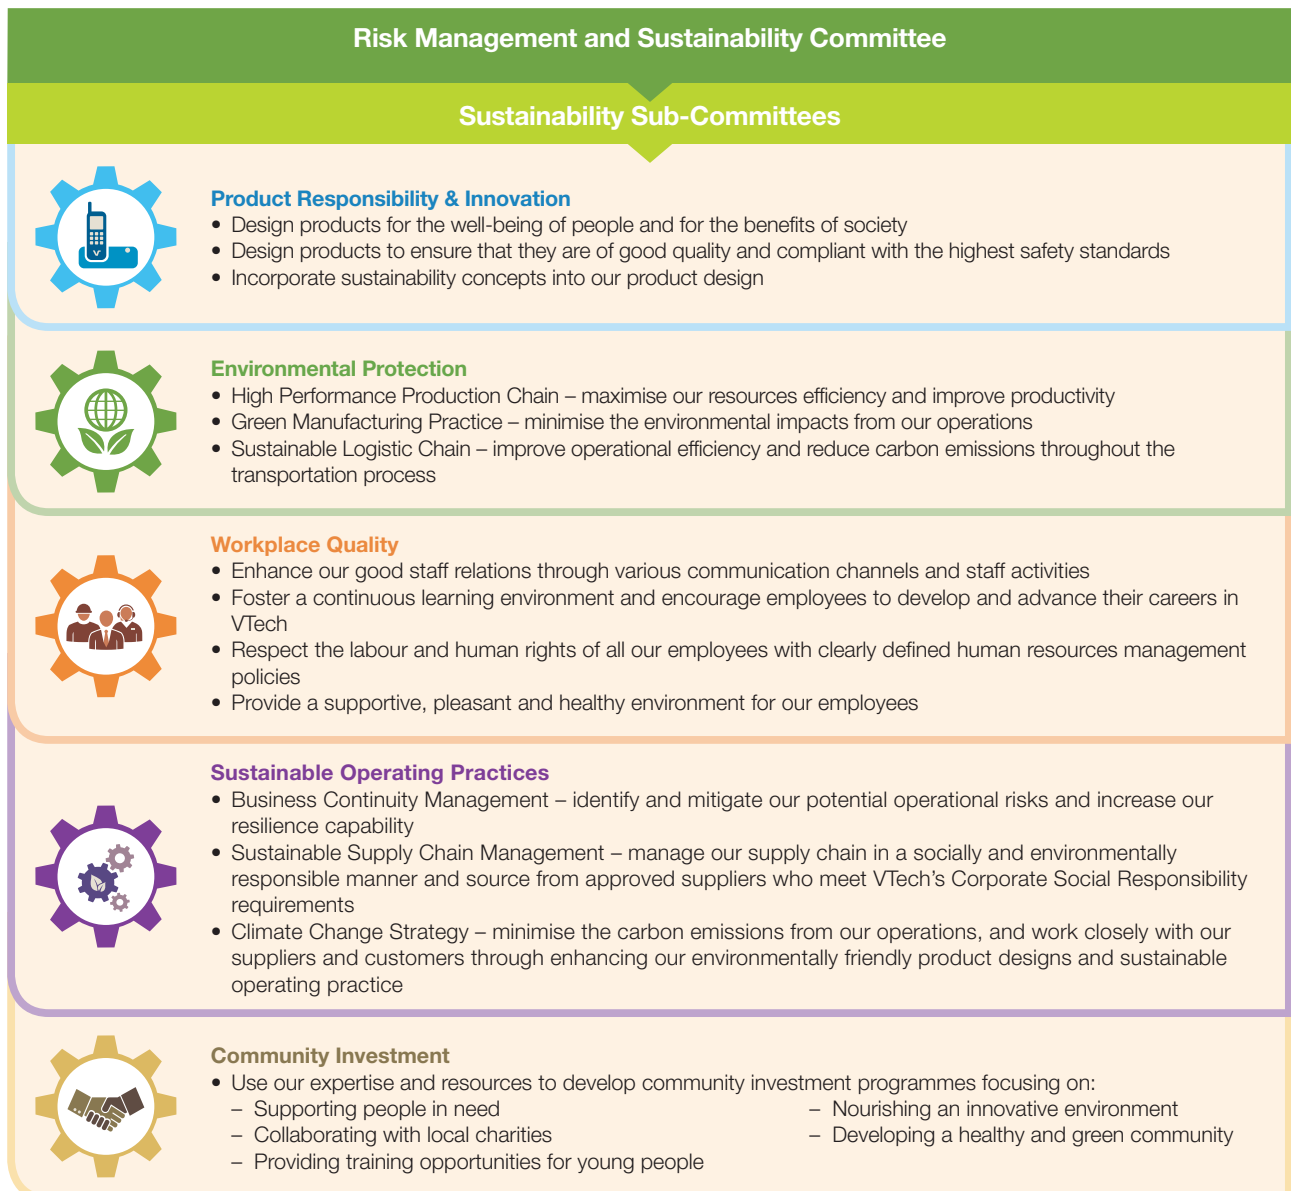 Risk Management and Sustainability Committee
Sustainability Sub-Committees
Product Responsibility & Innovation
• Design products for the well-being of people and for the benefits of society
• Design products to ensure that they are of good quality and compliant with the highest safety standards
• Incorporate sustainability concepts into our product design
Environmental Protection
• High Performance Production Chain – maximise our resources efficiency and improve productivity
• Green Manufacturing Practice – minimise the environmental impacts from our operations
• Sustainable Logistic Chain – improve operational efficiency and reduce carbon emissions throughout the
transportation process
Workplace Quality
• Enhance our good staff relations through various communication channels and staff activities
• Foster a continuous learning environment and encourage employees to develop and advance their careers in
VTech
• Respect the labour and human rights of all our employees with clearly defined human resources management
policies
• Provide a supportive, pleasant and healthy environment for our employees
Sustainable Operating Practices
• Business Continuity Management – identify and mitigate our potential operational risks and increase our
resilience capability
• Sustainable Supply Chain Management – manage our supply chain in a socially and environmentally
responsible manner and source from approved suppliers who meet VTech's Corporate Social Responsibility
requirements
• Climate Change Strategy – minimise the carbon emissions from our operations, and work closely with our
suppliers and customers through enhancing our environmentally friendly product designs and sustainable
operating practice
Community Investment
• Use our expertise and resources to develop community investment programmes focusing on:
– Supporting people in need
– Collaborating with local charities
– Providing training opportunities for young people
– Nourishing an innovative environment
– Developing a healthy and green community